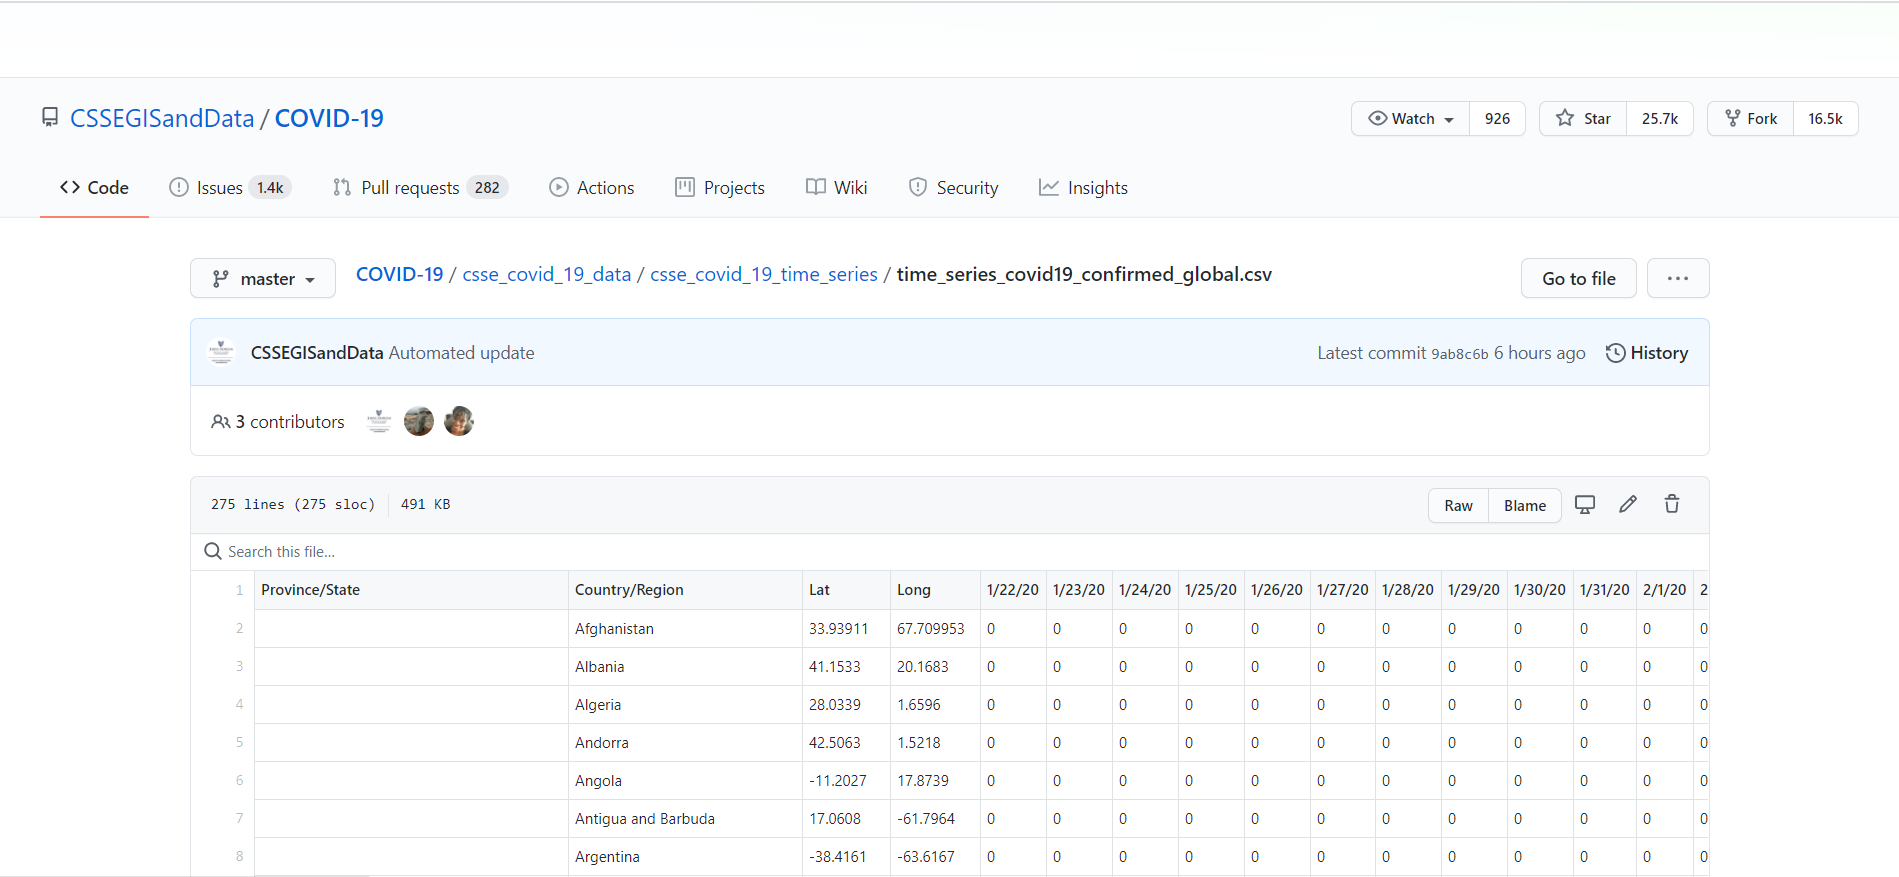 CSSEGISandData / COVID-19
Watch 926 Star 25.7k Fork 16.5k
Code Issues 1.4k Pull requests 282 Actions Projects Wiki Security Insights
master COVID-19 / csse_covid_19_data / csse_covid_19_time_series / time_series_covid19_confirmed_global.csv Go to file ...
CSSEGISandData Automated update Latest commit 9ab8c6b 6 hours ago History
3 contributors
275 lines (275 sloc) 491 KB Raw Blame
Search this file...
1 Province/State Country/Region Lat Long 1/22/20 1/23/20 1/24/20 1/25/20 1/26/20 1/27/20 1/28/20 1/29/20 1/30/20 1/31/20 2/1/20 2
2 Afghanistan 33.93911 67.709953 0 0 0 0 0 0 0 0 0 0 0 0
3 Albania 41.1533 20.1683 0 0 0 0 0 0 0 0 0 0 0 0
4 Algeria 28.0339 1.6596 0 0 0 0 0 0 0 0 0 0 0 0
5 Andorra 42.5063 1.5218 0 0 0 0 0 0 0 0 0 0 0 0
6 Angola -11.2027 17.8739 0 0 0 0 0 0 0 0 0 0 0 0
7 Antigua and Barbuda 17.0608 -61.7964 0 0 0 0 0 0 0 0 0 0 0 0
8 Argentina -38.4161 -63.6167 0 0 0 0 0 0 0 0 0 0 0 0